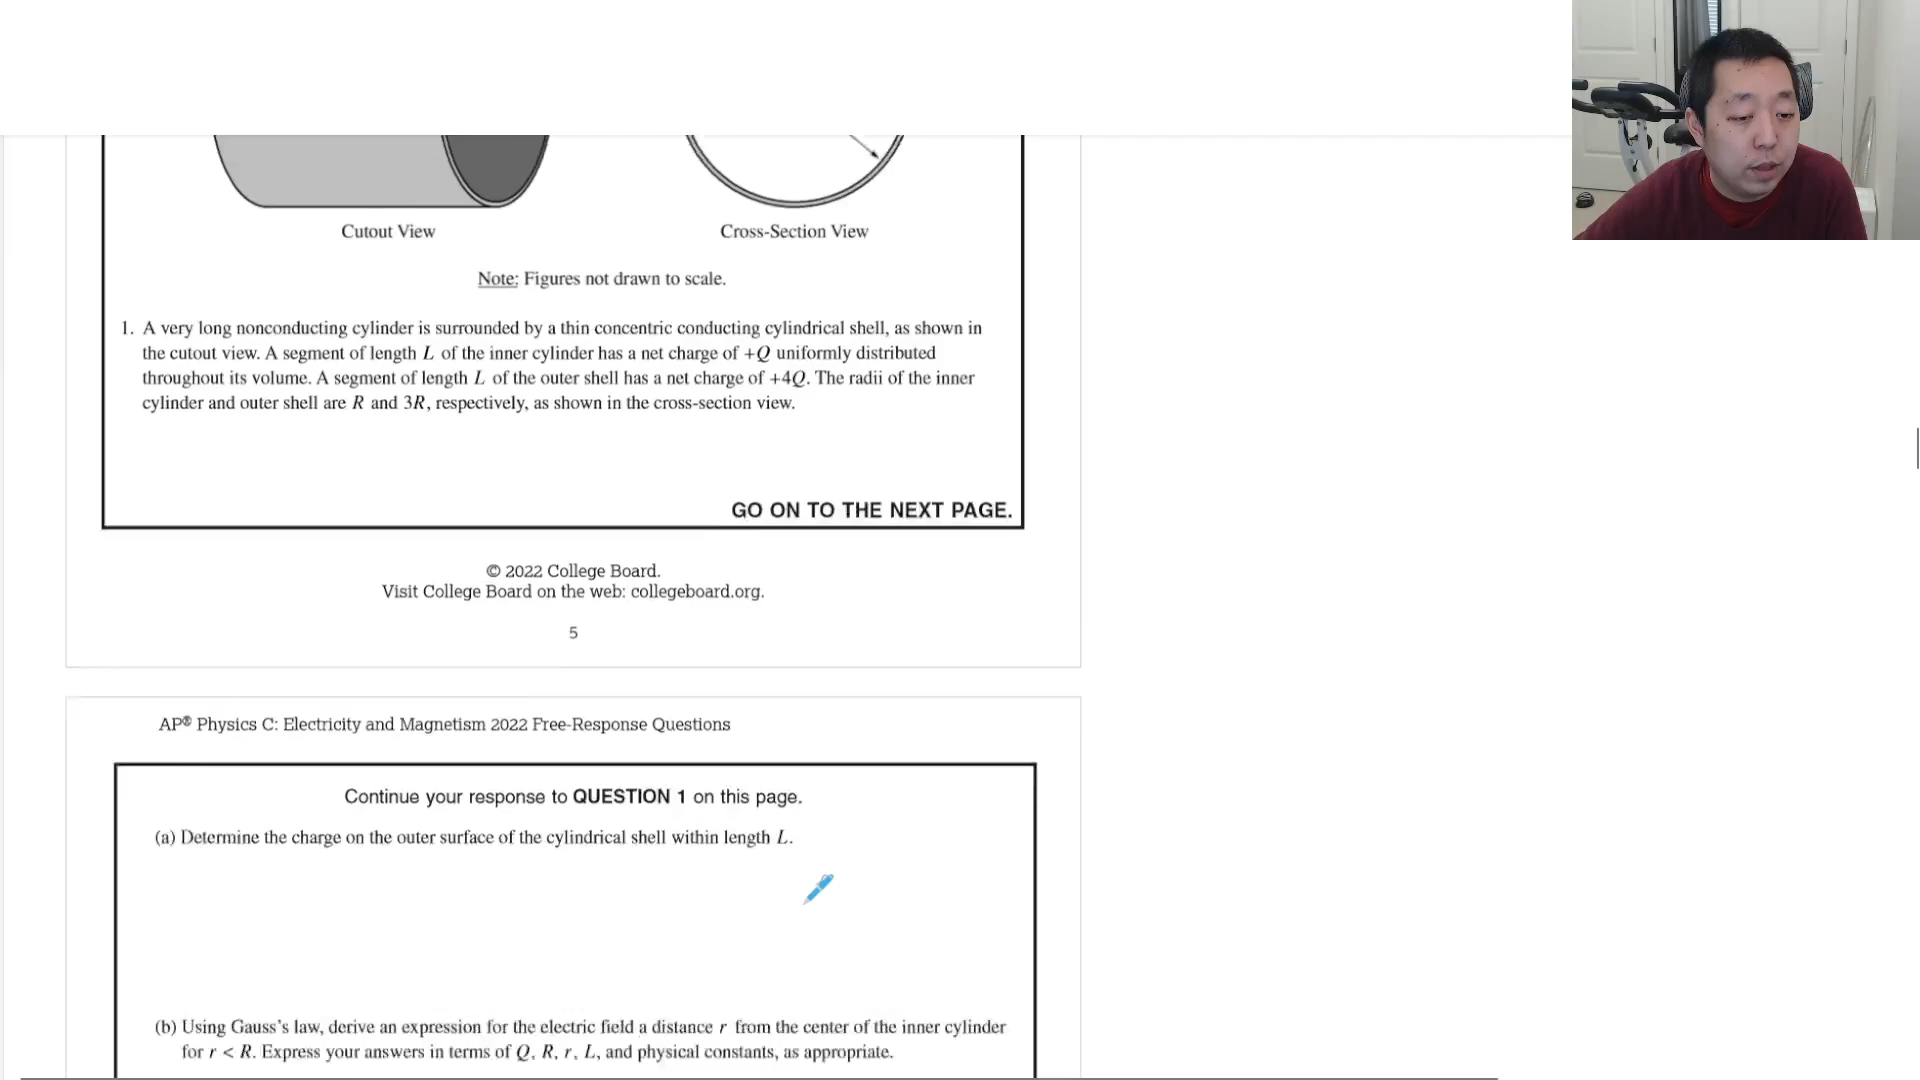 Cutout View
Cross-Section View
Note: Figures not drawn to scale.
1. A very long nonconducting cylinder is surrounded by a thin concentric conducting cylindrical shell, as shown in
the cutout view. A segment of length L of the inner cylinder has a net charge of +Q uniformly distributed
throughout its volume. A segment of length L of the outer shell has a net charge of +4Q. The radii of the inner
cylinder and outer shell are R and 3R, respectively, as shown in the cross-section view.
GO ON TO THE NEXT PAGE.
© 2022 College Board.
Visit College Board on the web: collegeboard.org.
5
AP® Physics C: Electricity and Magnetism 2022 Free-Response Questions
Continue your response to QUESTION 1 on this page.
(a) Determine the charge on the outer surface of the cylindrical shell within length L.
(b) Using Gauss's law, derive an expression for the electric field a distance r from the center of the inner cylinder
for r < R. Express your answers in terms of Q, R, r, L, and physical constants, as appropriate.